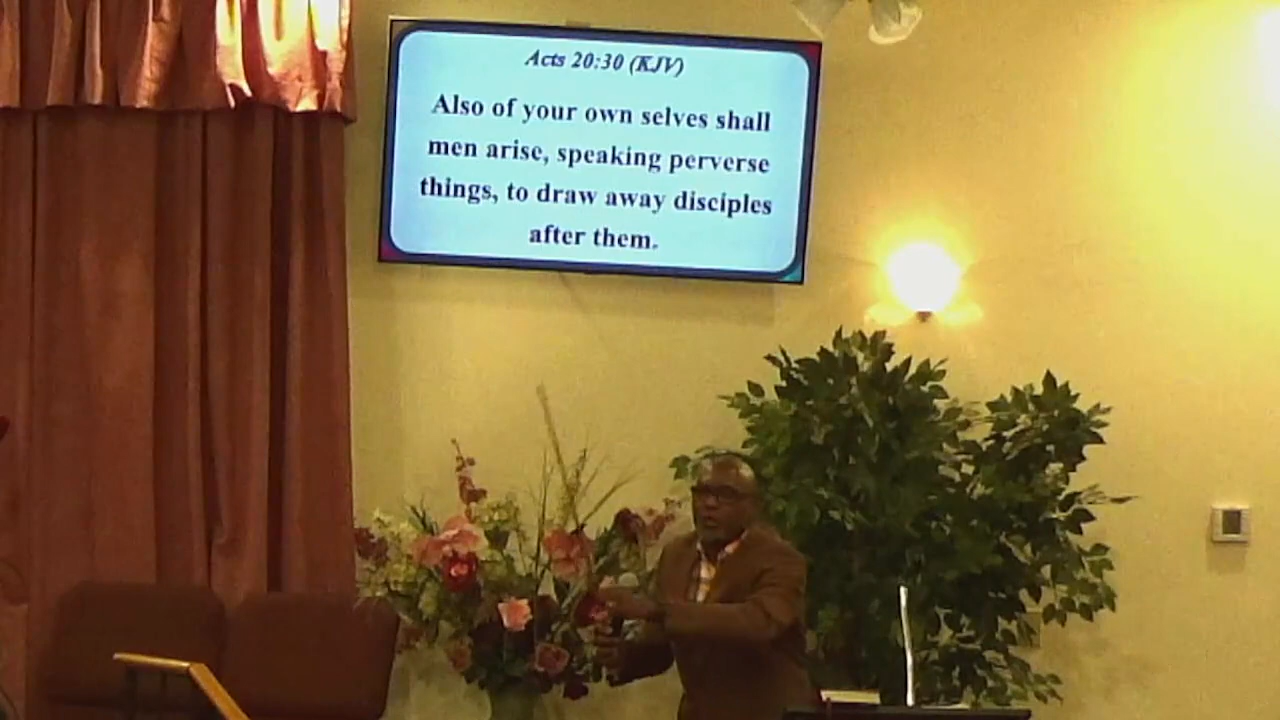 Acts 20:30 (KJV)
Also of your own selves shall
men arise, speaking perverse
things, to draw away disciples
after them.